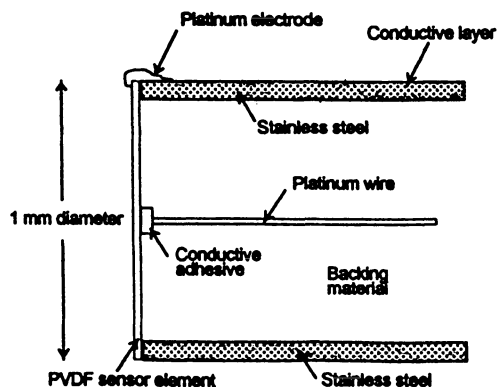 Platinum electrode
Conductive layer
Stainless steel
Platinum wire
1 mm diameter
Conductive
adhesive
Backing
material
PVDF sensor element
Stainless steel